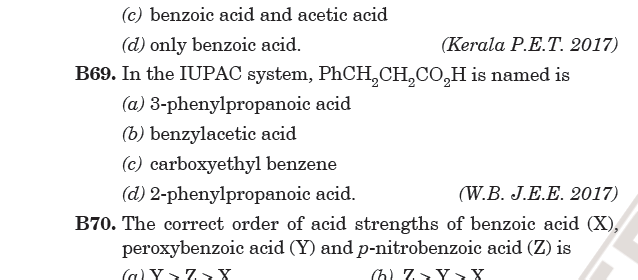 (c) benzoic acid and acetic acid
(d) only benzoic acid. (Kerala P.E.T. 2017)
B69. In the IUPAC system, PhCH₂CH₂CO₂H is named is
(a) 3-phenylpropanoic acid
(b) benzylacetic acid
(c) carboxyethyl benzene
(d) 2-phenylpropanoic acid. (W.B. J.E.E. 2017)
B70. The correct order of acid strengths of benzoic acid (X),
peroxybenzoic acid (Y) and p-nitrobenzoic acid (Z) is
(a) Y > Z > X (b) Z > Y > X